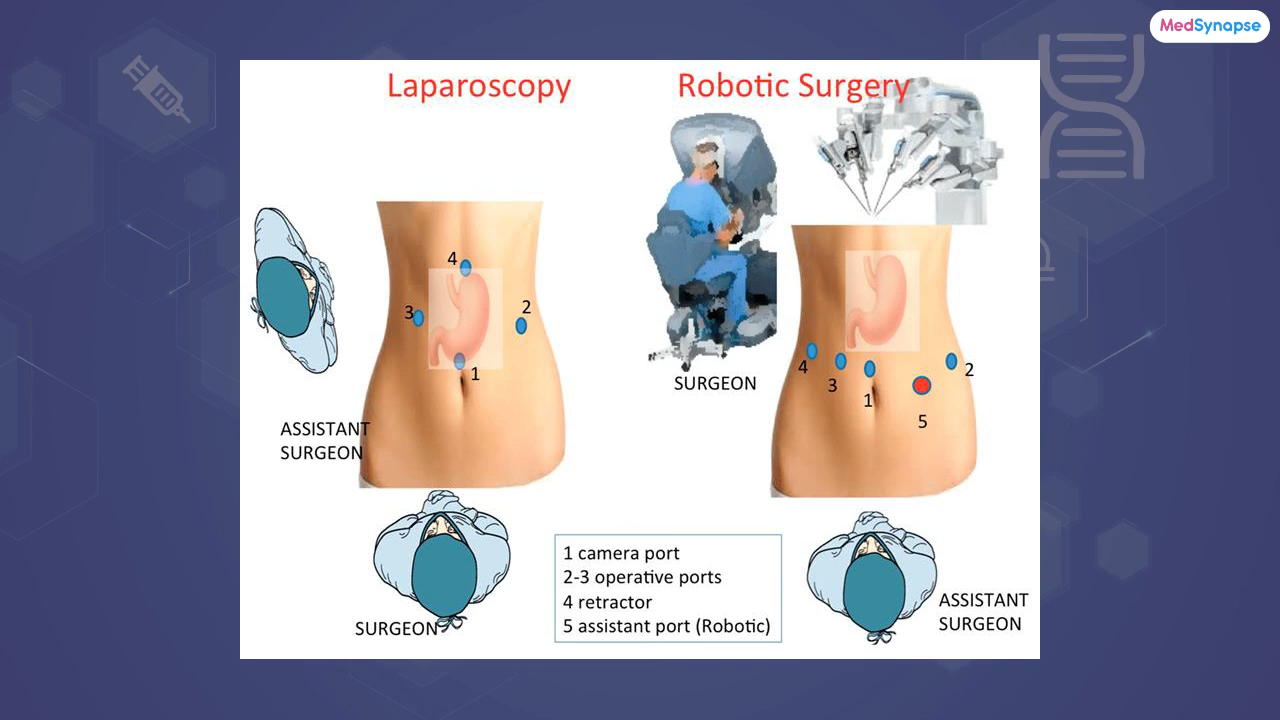 MedSynapse
Laparoscopy
Robotic Surgery
4
3
2
1
ASSISTANT
SURGEON
SURGEON
SURGEON
4
3
1
2
5
1 camera port
2-3 operative ports
4 retractor
5 assistant port (Robotic)
ASSISTANT
SURGEON